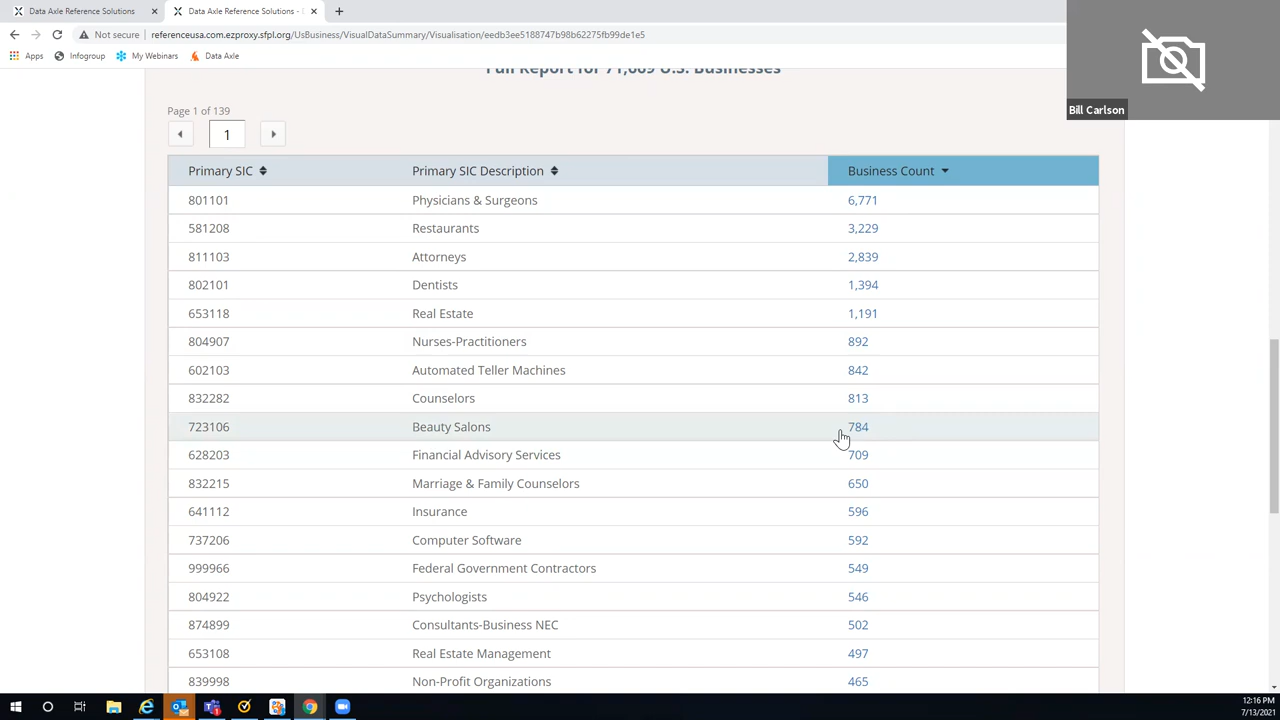 Data Axle Reference Solutions
Data Axle Reference Solutions -
Not secure
referenceusa.com.ezproxy.sfpl.org/UsBusiness/VisualDataSummary/Visualisation/eedb3ee5188747b98b62275fb99de1e5
Apps
Infogroup
My Webinars
Data Axle
Bill Carlson
U.S. Businesses
Page 1 of 139
1
Primary SIC Primary SIC Description Business Count
801101 Physicians & Surgeons 6,771
581208 Restaurants 3,229
811103 Attorneys 2,839
802101 Dentists 1,394
653118 Real Estate 1,191
804907 Nurses-Practitioners 892
602103 Automated Teller Machines 842
832282 Counselors 813
723106 Beauty Salons 784
628203 Financial Advisory Services 709
832215 Marriage & Family Counselors 650
641112 Insurance 596
737206 Computer Software 592
999966 Federal Government Contractors 549
804922 Psychologists 546
874899 Consultants-Business NEC 502
653108 Real Estate Management 497
839998 Non-Profit Organizations 465
12:16 PM
7/13/2021